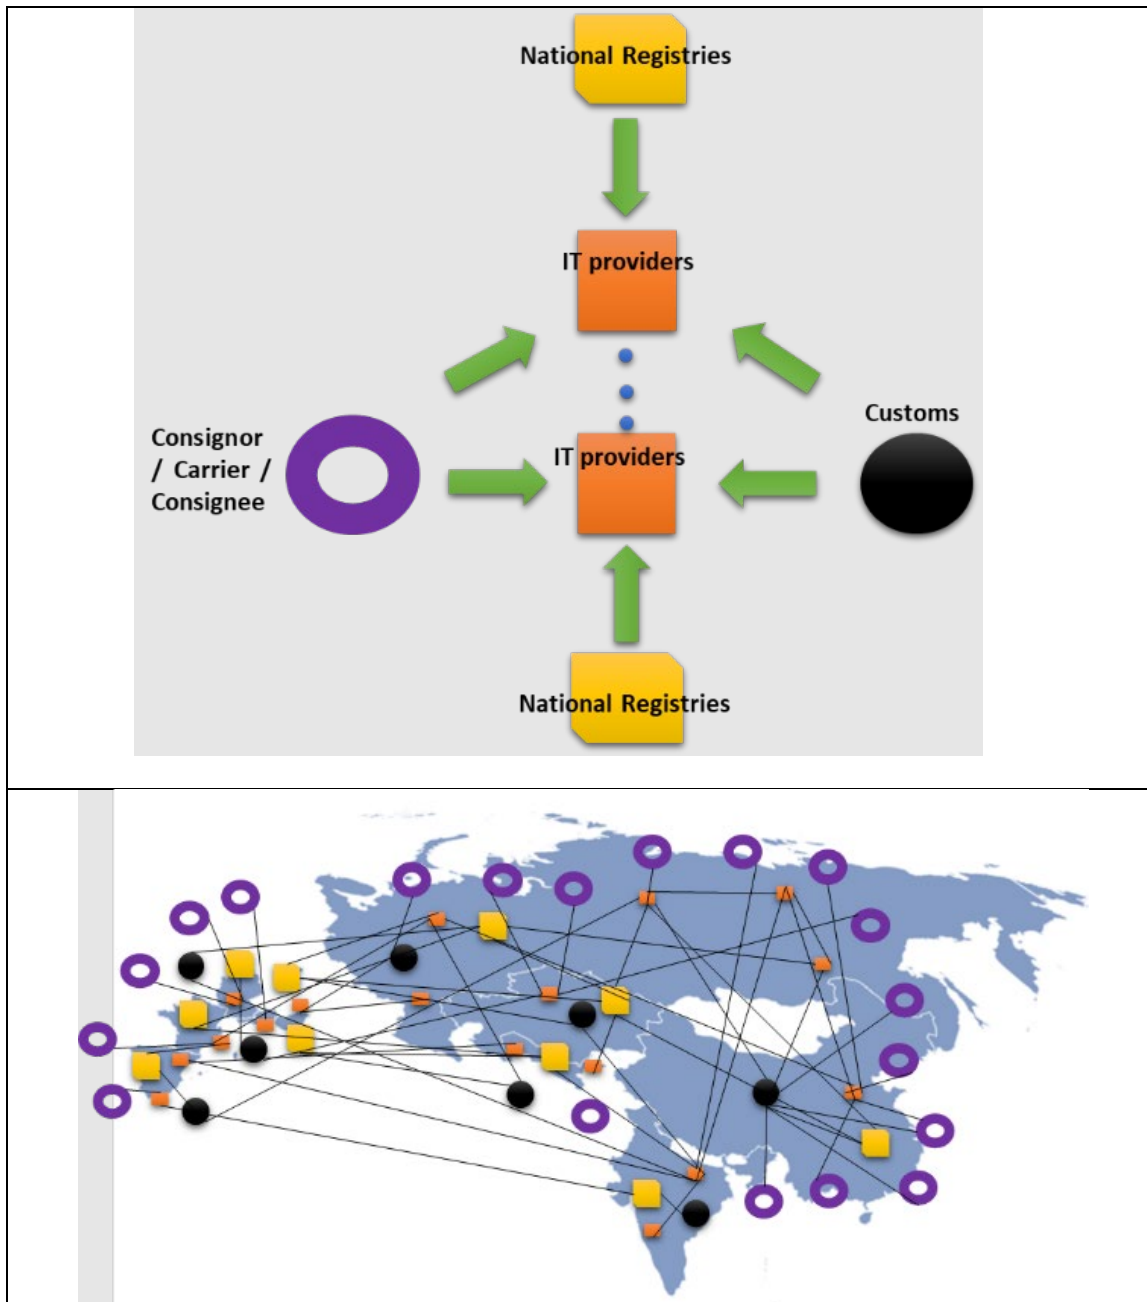 National Registries
IT providers
Customs
Consignor
/ Carrier /
Consignee
IT providers
National Registries